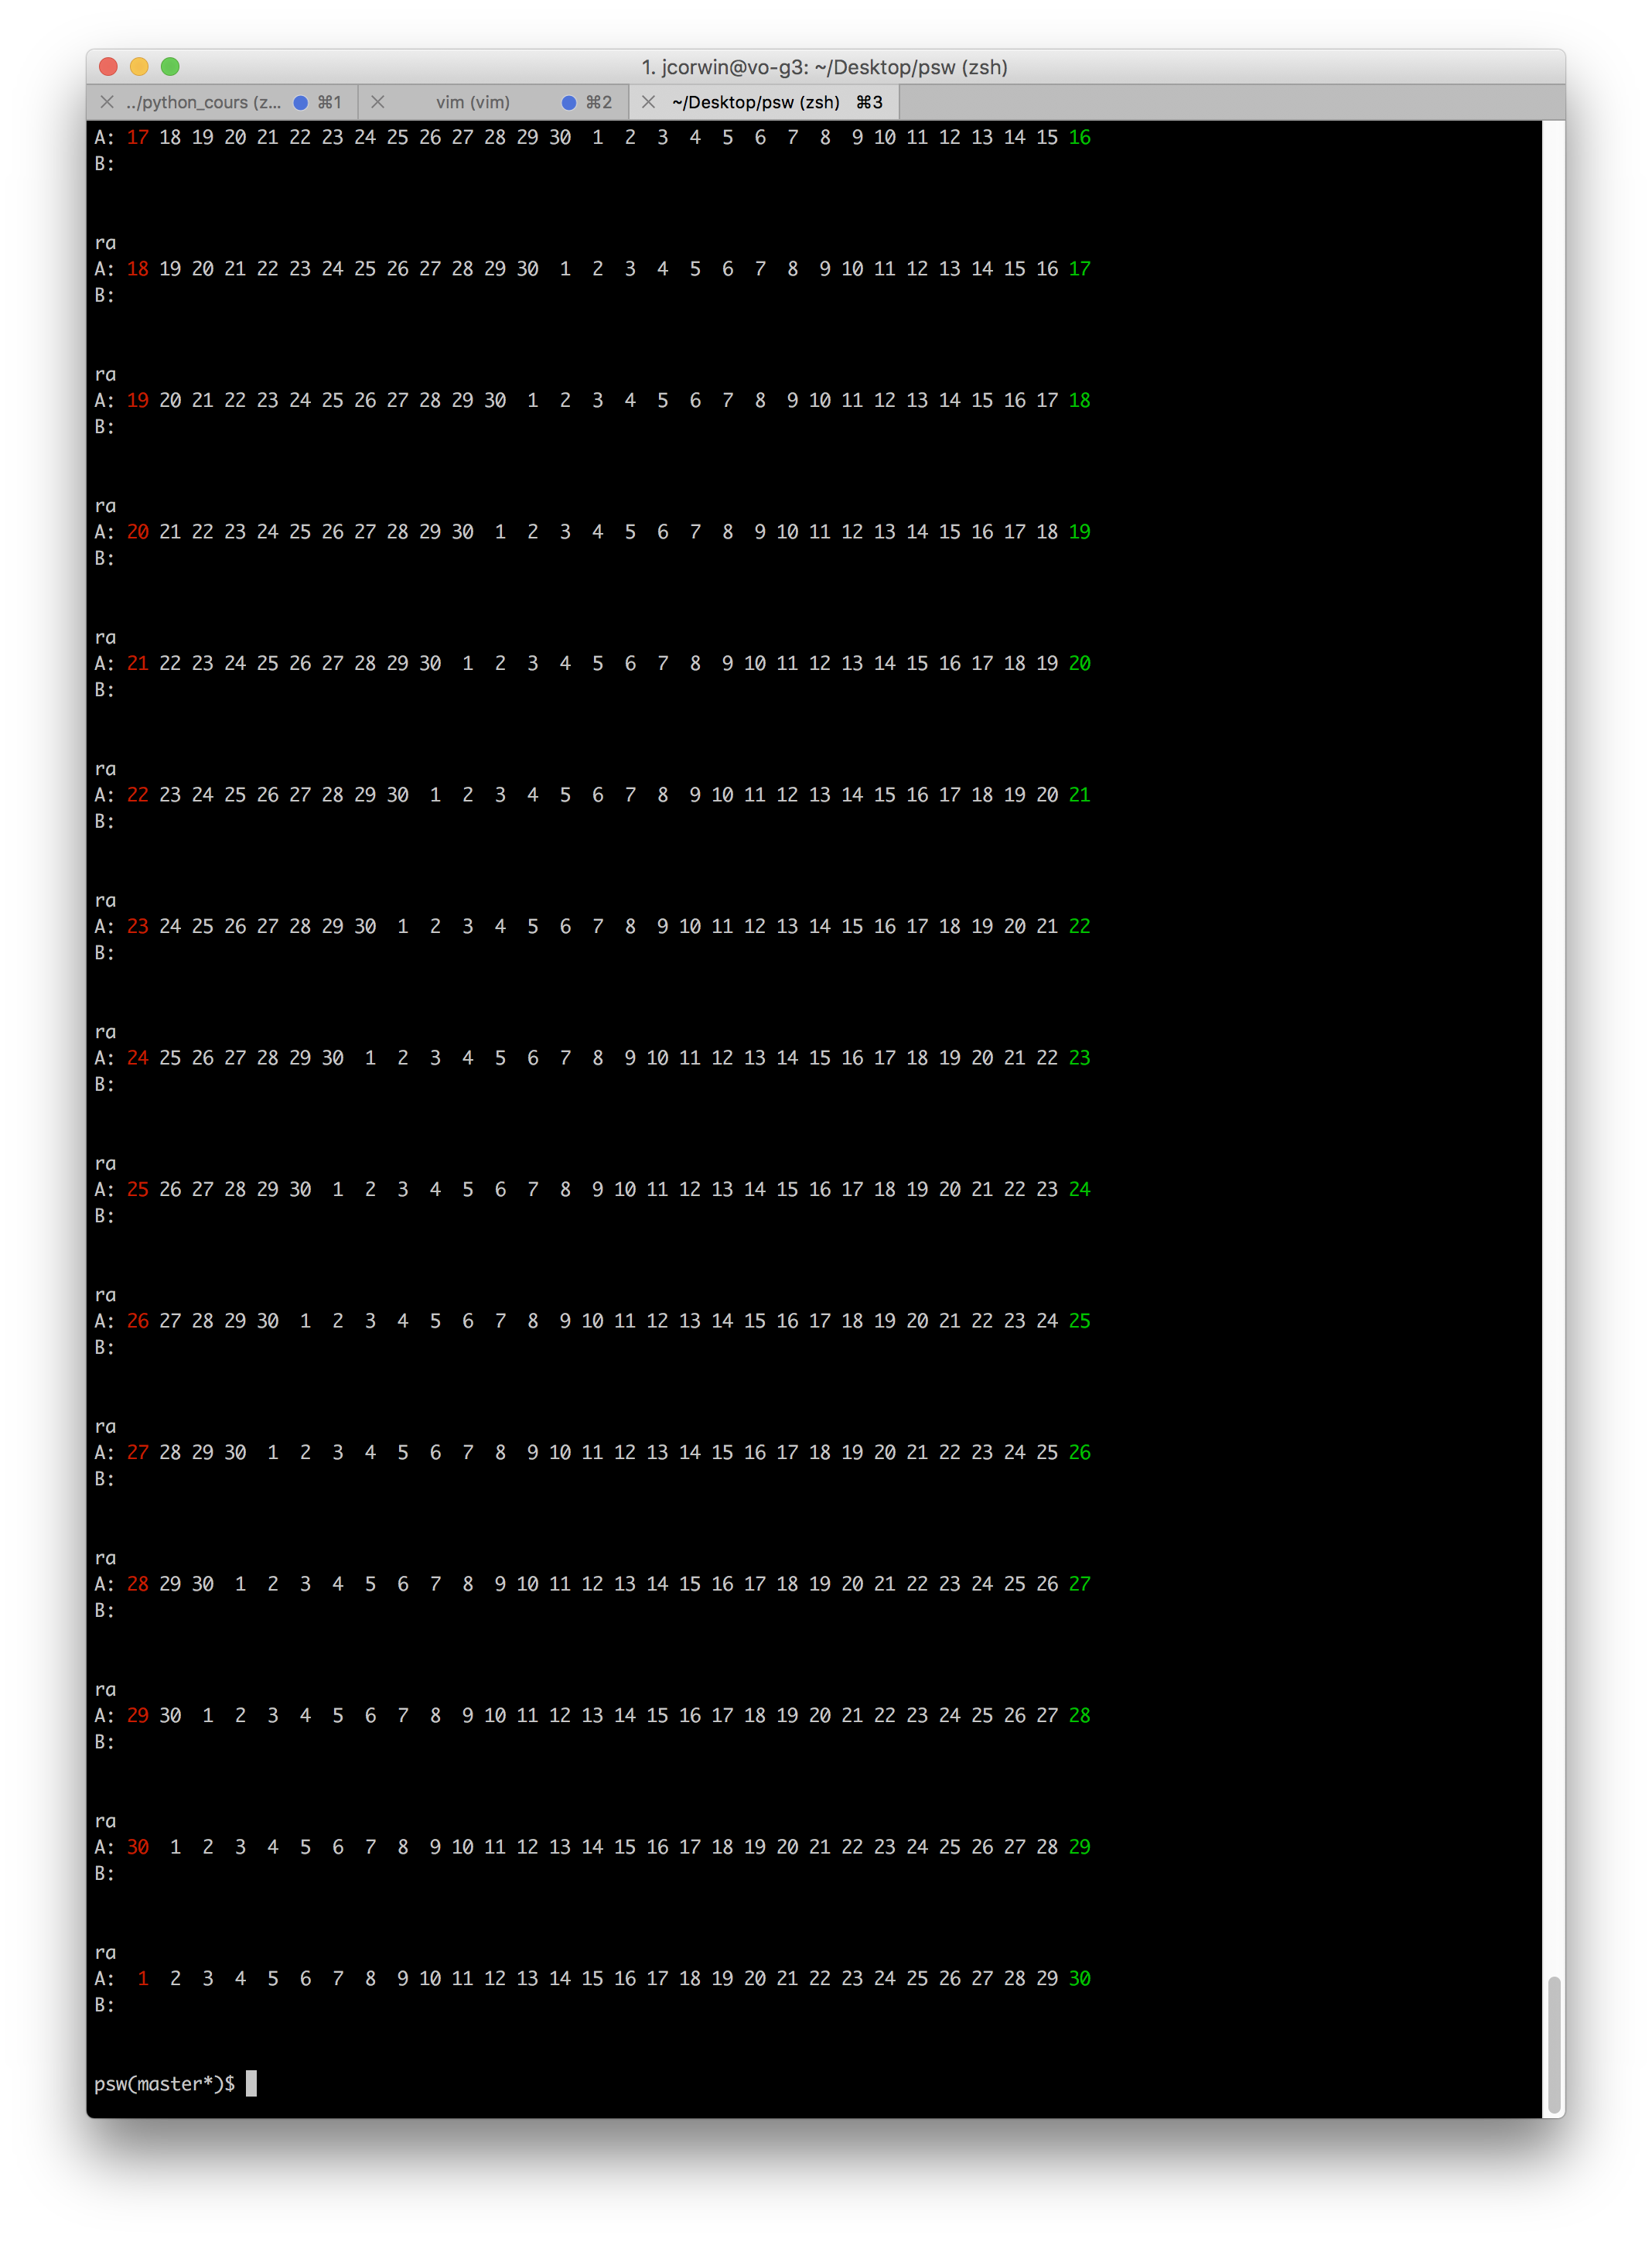 1. jcorwin@vo-g3: ~/Desktop/psw (zsh)
../python_cours (z... ⌘1 vim (vim) ⌘2 ~/Desktop/psw (zsh) ⌘3
A: 17 18 19 20 21 22 23 24 25 26 27 28 29 30 1 2 3 4 5 6 7 8 9 10 11 12 13 14 15 16
B:
ra
A: 18 19 20 21 22 23 24 25 26 27 28 29 30 1 2 3 4 5 6 7 8 9 10 11 12 13 14 15 16 17
B:
ra
A: 19 20 21 22 23 24 25 26 27 28 29 30 1 2 3 4 5 6 7 8 9 10 11 12 13 14 15 16 17 18
B:
ra
A: 20 21 22 23 24 25 26 27 28 29 30 1 2 3 4 5 6 7 8 9 10 11 12 13 14 15 16 17 18 19
B:
ra
A: 21 22 23 24 25 26 27 28 29 30 1 2 3 4 5 6 7 8 9 10 11 12 13 14 15 16 17 18 19 20
B:
ra
A: 22 23 24 25 26 27 28 29 30 1 2 3 4 5 6 7 8 9 10 11 12 13 14 15 16 17 18 19 20 21
B:
ra
A: 23 24 25 26 27 28 29 30 1 2 3 4 5 6 7 8 9 10 11 12 13 14 15 16 17 18 19 20 21 22
B:
ra
A: 24 25 26 27 28 29 30 1 2 3 4 5 6 7 8 9 10 11 12 13 14 15 16 17 18 19 20 21 22 23
B:
ra
A: 25 26 27 28 29 30 1 2 3 4 5 6 7 8 9 10 11 12 13 14 15 16 17 18 19 20 21 22 23 24
B:
ra
A: 26 27 28 29 30 1 2 3 4 5 6 7 8 9 10 11 12 13 14 15 16 17 18 19 20 21 22 23 24 25
B:
ra
A: 27 28 29 30 1 2 3 4 5 6 7 8 9 10 11 12 13 14 15 16 17 18 19 20 21 22 23 24 25 26
B:
ra
A: 28 29 30 1 2 3 4 5 6 7 8 9 10 11 12 13 14 15 16 17 18 19 20 21 22 23 24 25 26 27
B:
ra
A: 29 30 1 2 3 4 5 6 7 8 9 10 11 12 13 14 15 16 17 18 19 20 21 22 23 24 25 26 27 28
B:
ra
A: 30 1 2 3 4 5 6 7 8 9 10 11 12 13 14 15 16 17 18 19 20 21 22 23 24 25 26 27 28 29
B:
ra
A: 1 2 3 4 5 6 7 8 9 10 11 12 13 14 15 16 17 18 19 20 21 22 23 24 25 26 27 28 29 30
B:
psw(master*)$